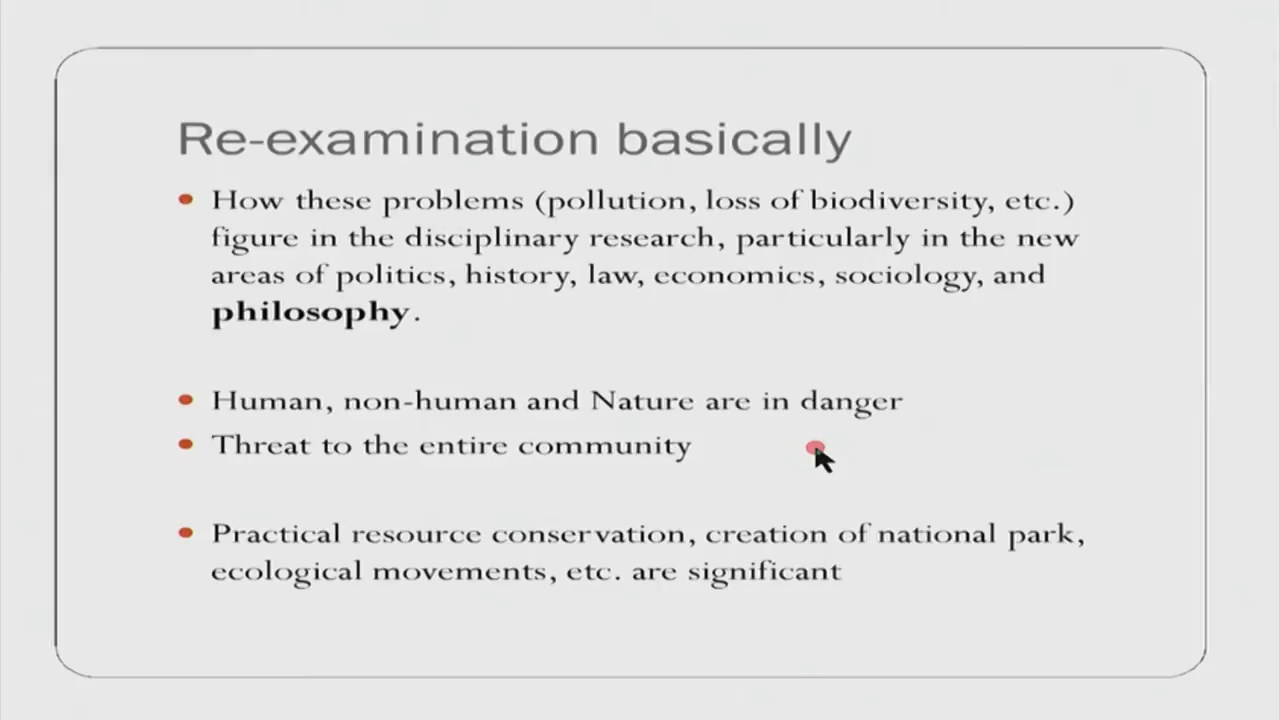 Re-examination basically
How these problems (pollution, loss of biodiversity, etc.)
figure in the disciplinary research, particularly in the new
areas of politics, history, law, economics, sociology, and
philosophy.
Human, non-human and Nature are in danger
Threat to the entire community
Practical resource conservation, creation of national park,
ecological movements, etc. are significant